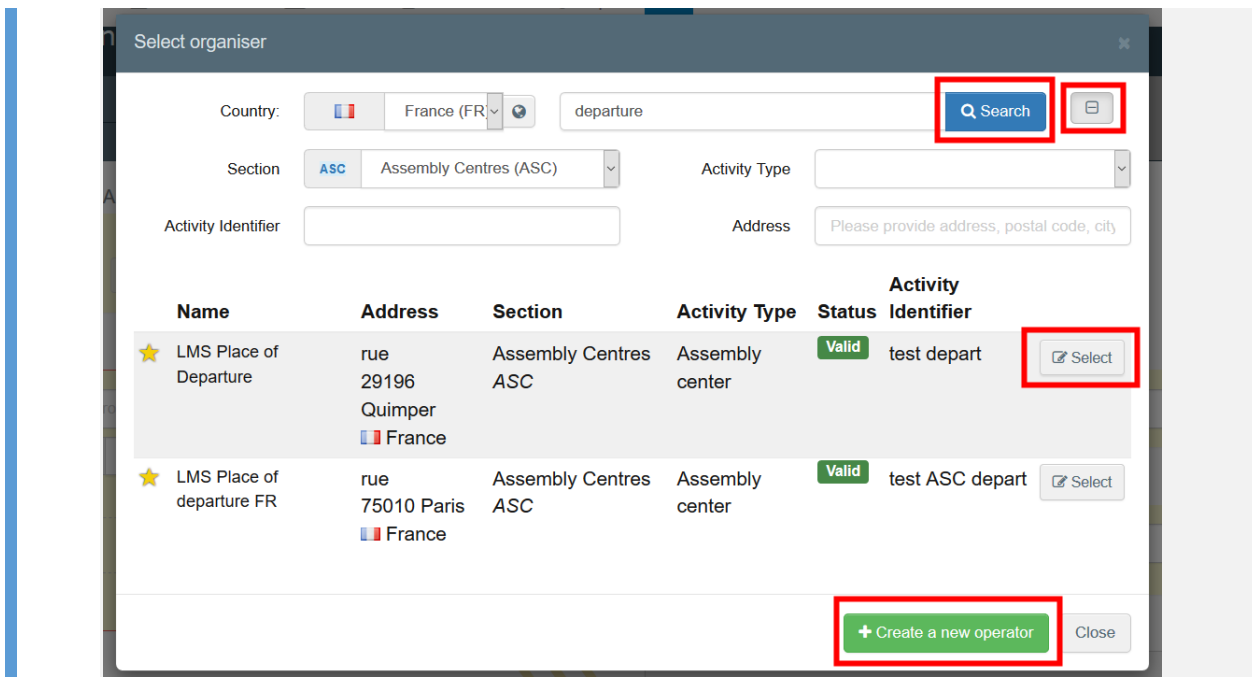 Select organiser ×
Country: France (FR) departure Search
Section ASC Assembly Centres (ASC) Activity Type
Activity Identifier Address Please provide address, postal code, city
Name Address Section Activity Type Status Activity Identifier
LMS Place of Departure
rue
29196
Quimper
France
Assembly Centres
ASC
Assembly
center
Valid
test depart
Select
LMS Place of
departure FR
rue
75010 Paris
France
Assembly Centres
ASC
Assembly
center
Valid
test ASC depart
Select
+ Create a new operator Close